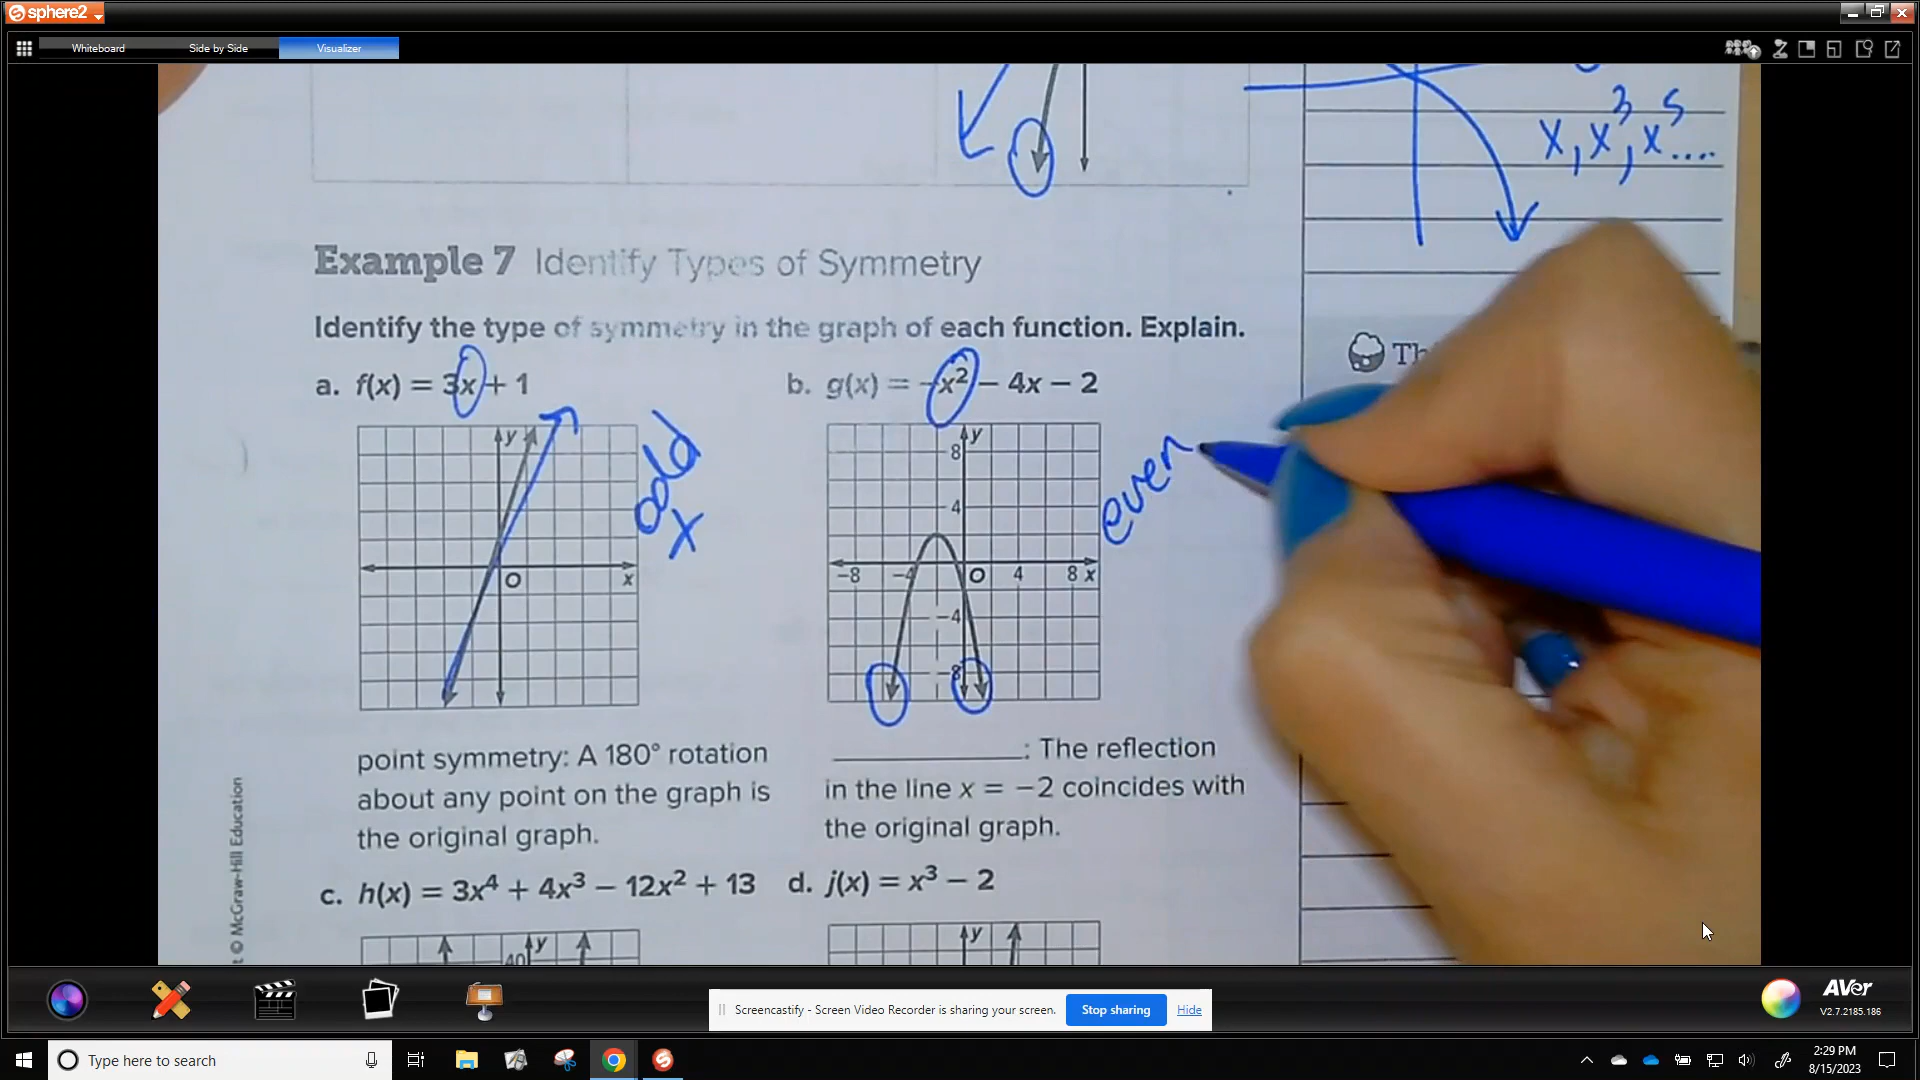 sphere2
Whiteboard
Side by Side
Visualizer
x, x³, x⁵....
Example 7 Identify Types of Symmetry
Identify the type of symmetry in the graph of each function. Explain.
a. f(x) = 3x + 1
b. g(x) = -x² – 4x – 2
y
O
x
odd
x
y
8
4
-8
-4
O
4
8 x
-4
-8
even
point symmetry: A 180° rotation
about any point on the graph is
the original graph.
____________: The reflection
in the line x = −2 coincides with
the original graph.
c. h(x) = 3x⁴ + 4x³ – 12x² + 13
d. j(x) = x³ – 2
y
40
y
© McGraw-Hill Education
Screencastify - Screen Video Recorder is sharing your screen.
Stop sharing
Hide
AVer
V2.7.2185.186
Type here to search
2:29 PM
8/15/2023